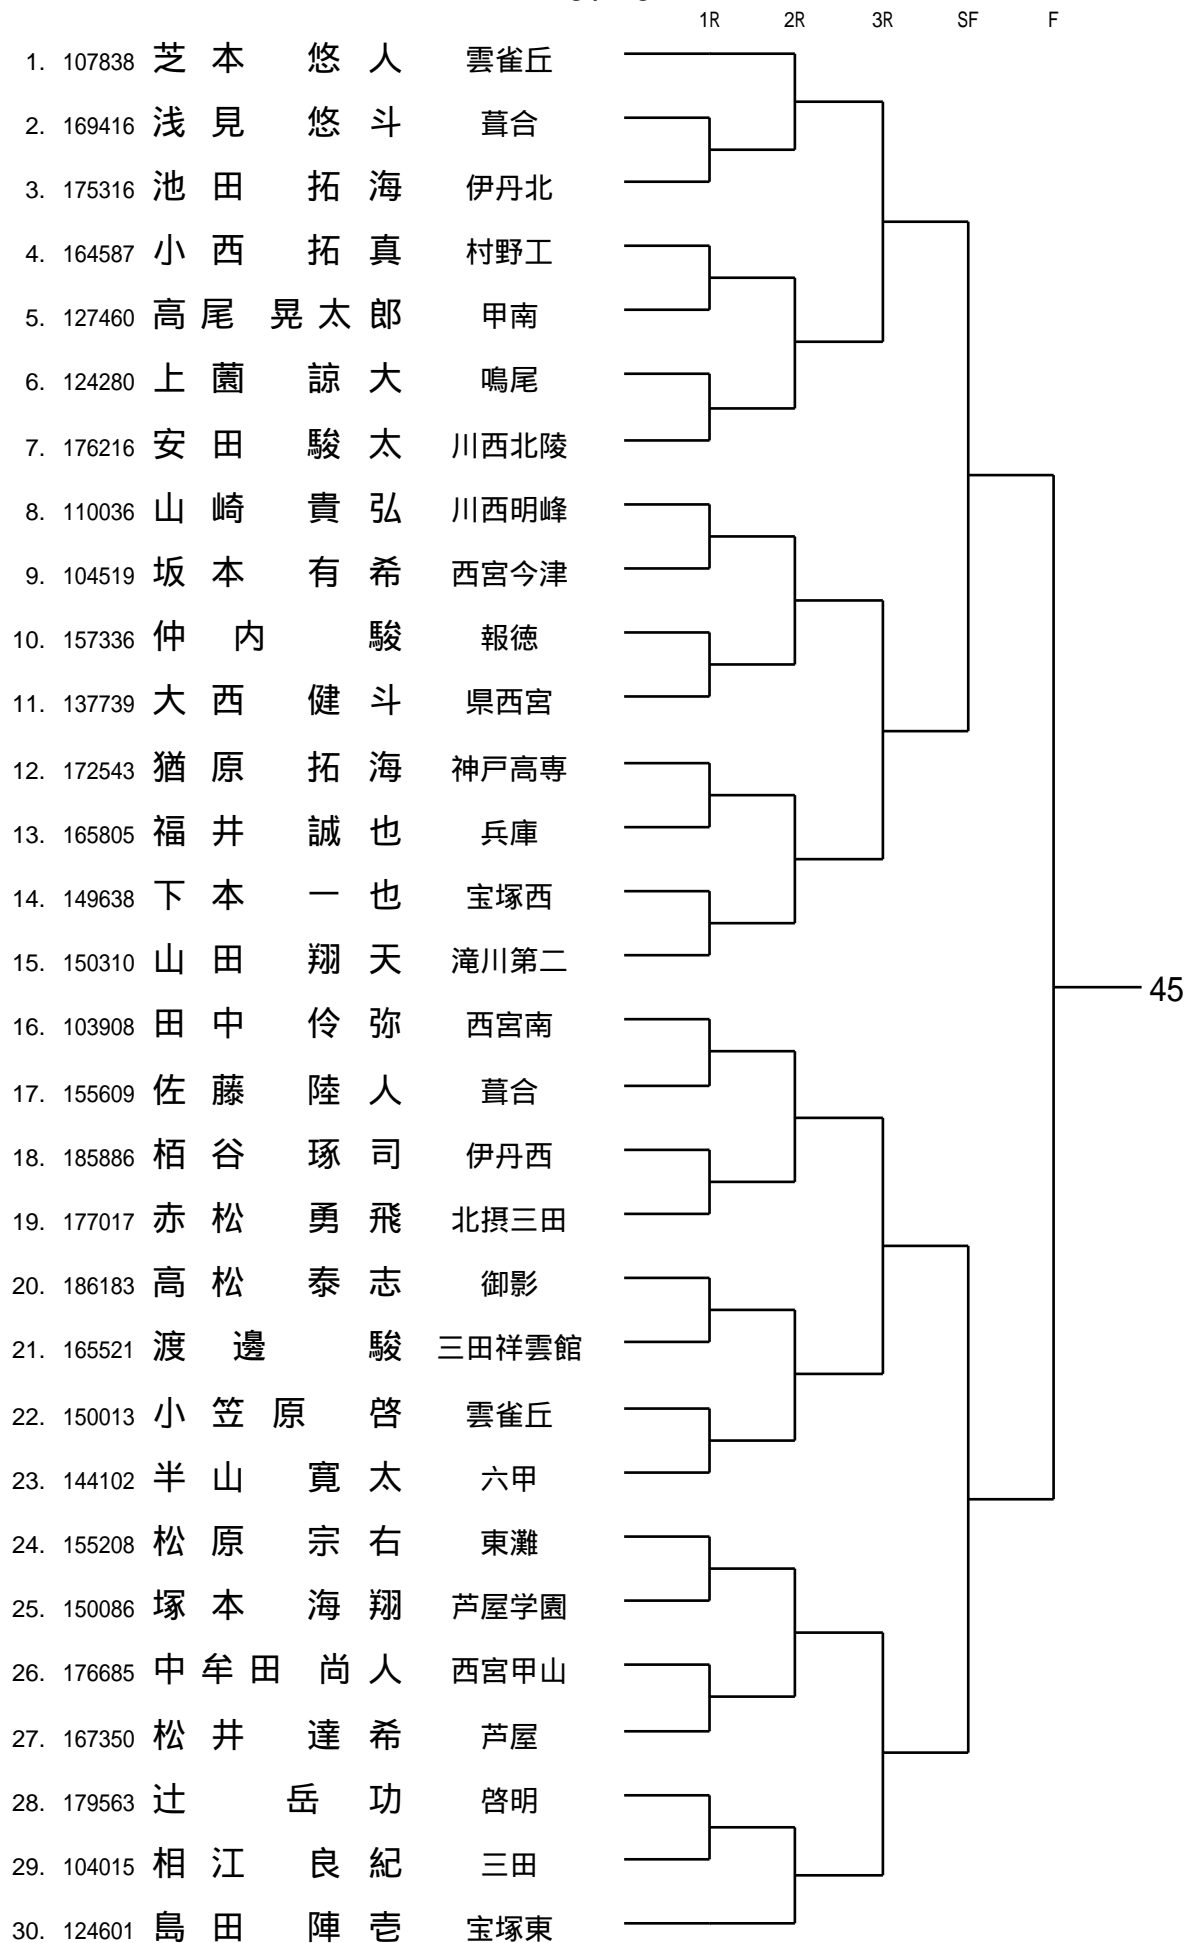 1R 2R 3R SF F
1. 107838 芝本 悠人 雲雀丘
2. 169416 浅見 悠斗 葺合
3. 175316 池田 拓海 伊丹北
4. 164587 小西 拓真 村野工
5. 127460 高尾 晃太郎 甲南
6. 124280 上薗 諒大 鳴尾
7. 176216 安田 駿太 川西北陵
8. 110036 山崎 貴弘 川西明峰
9. 104519 坂本 有希 西宮今津
10. 157336 仲内 駿 報徳
11. 137739 大西 健斗 県西宮
12. 172543 猶原 拓海 神戸高専
13. 165805 福井 誠也 兵庫
14. 149638 下本 一也 宝塚西
15. 150310 山田 翔天 滝川第二
45
16. 103908 田中 伶弥 西宮南
17. 155609 佐藤 陸人 葺合
18. 185886 栢谷 琢司 伊丹西
19. 177017 赤松 勇飛 北摂三田
20. 186183 高松 泰志 御影
21. 165521 渡邊 駿 三田祥雲館
22. 150013 小笠原 啓 雲雀丘
23. 144102 半山 寛太 六甲
24. 155208 松原 宗右 東灘
25. 150086 塚本 海翔 芦屋学園
26. 176685 中牟田 尚人 西宮甲山
27. 167350 松井 達希 芦屋
28. 179563 辻 岳功 啓明
29. 104015 相江 良紀 三田
30. 124601 島田 陣壱 宝塚東